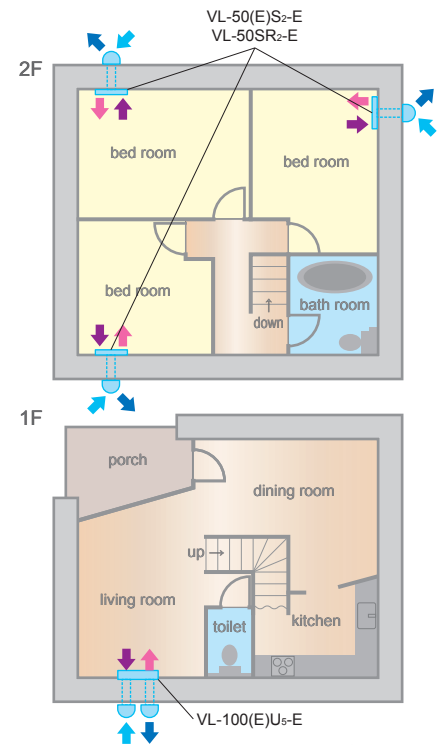 VL-50(E)S₂-E
VL-50SR₂-E
2F
bed room
bed room
bed room
bath room
down
1F
porch
dining room
up
living room
toilet
kitchen
VL-100(E)U₅-E